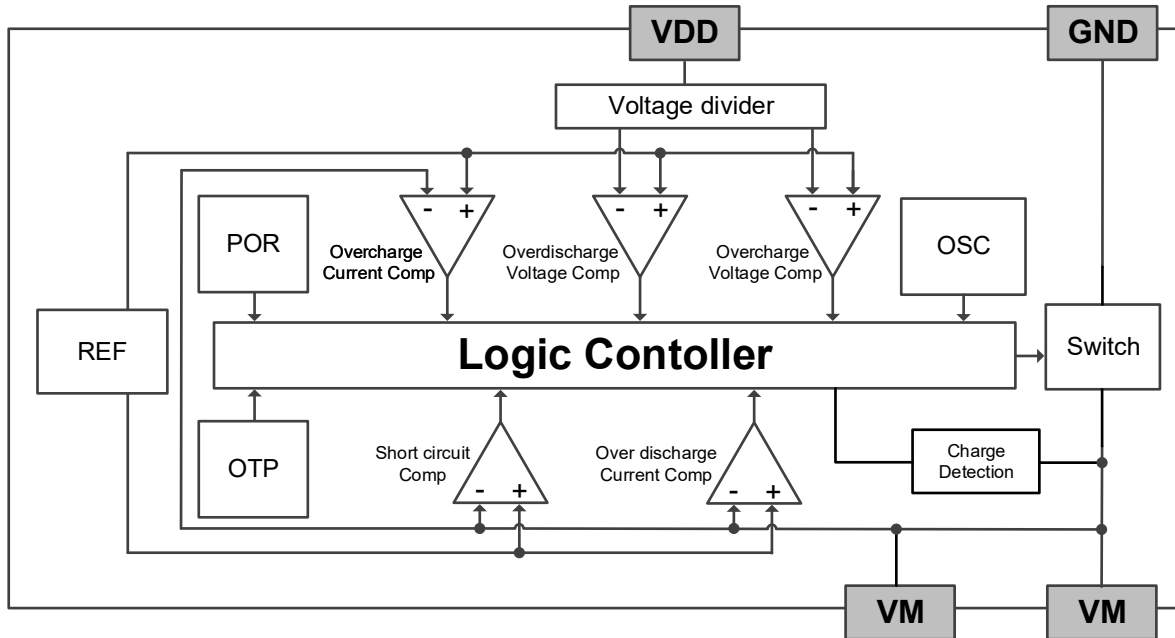 VDD
GND
Voltage divider
- +
- +
- +
POR
Overcharge
Current Comp
Overdischarge
Voltage Comp
Overcharge
Voltage Comp
OSC
REF
Logic Contoller
Switch
OTP
Short circuit
Comp
- +
Over discharge
Current Comp
- +
Charge
Detection
VM
VM